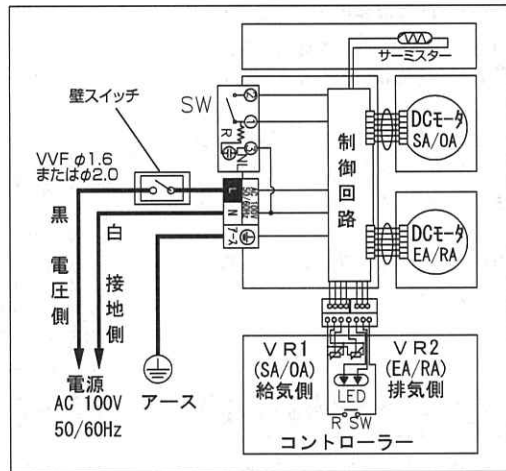 サーミスター
SW
2
1
3
R
NL
壁スイッチ
VVF φ1.6
またはφ2.0
L
N
アース
AC 100V
50/60Hz
制御回路
DCモータ
SA/OA
DCモータ
EA/RA
黒 電圧側
白 接地側
電源
AC 100V
50/60Hz
アース
VR1
(SA/OA)
給気側
VR2
(EA/RA)
排気側
LED
R SW
コントローラー